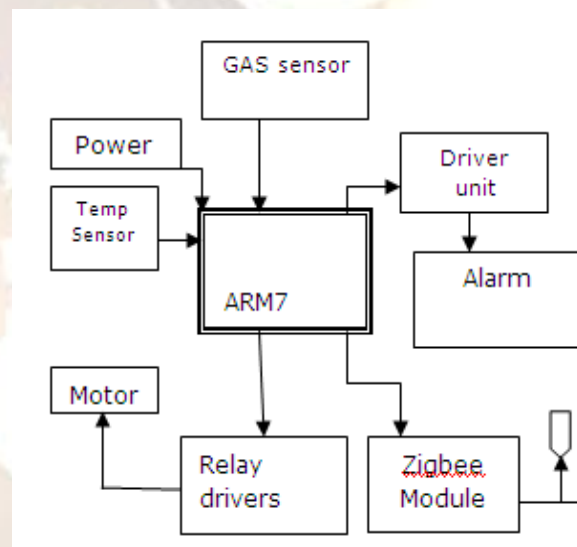 GAS sensor
Power
Driver
unit
Temp
Sensor
ARM7
Alarm
Motor
Relay
drivers
Zigbee
Module